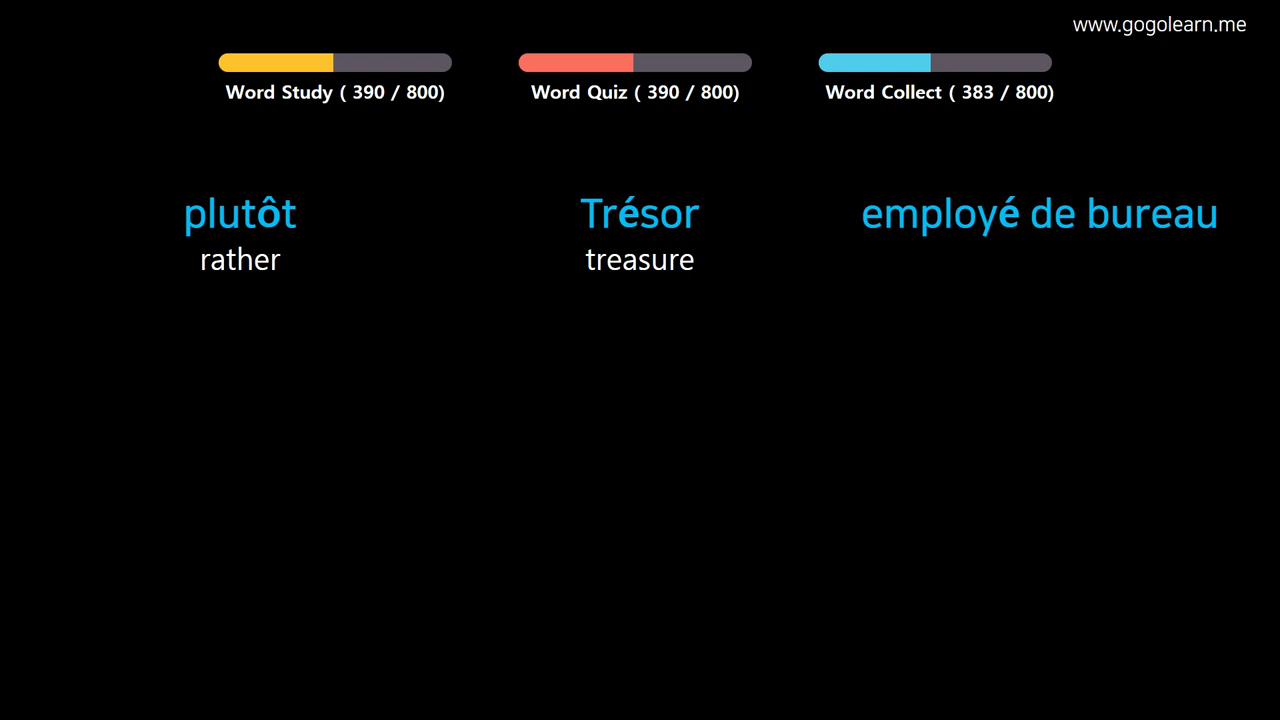 www.gogolearn.me
Word Study ( 390 / 800)
Word Quiz ( 390 / 800)
Word Collect ( 383 / 800)
plutôt
rather
Trésor
treasure
employé de bureau